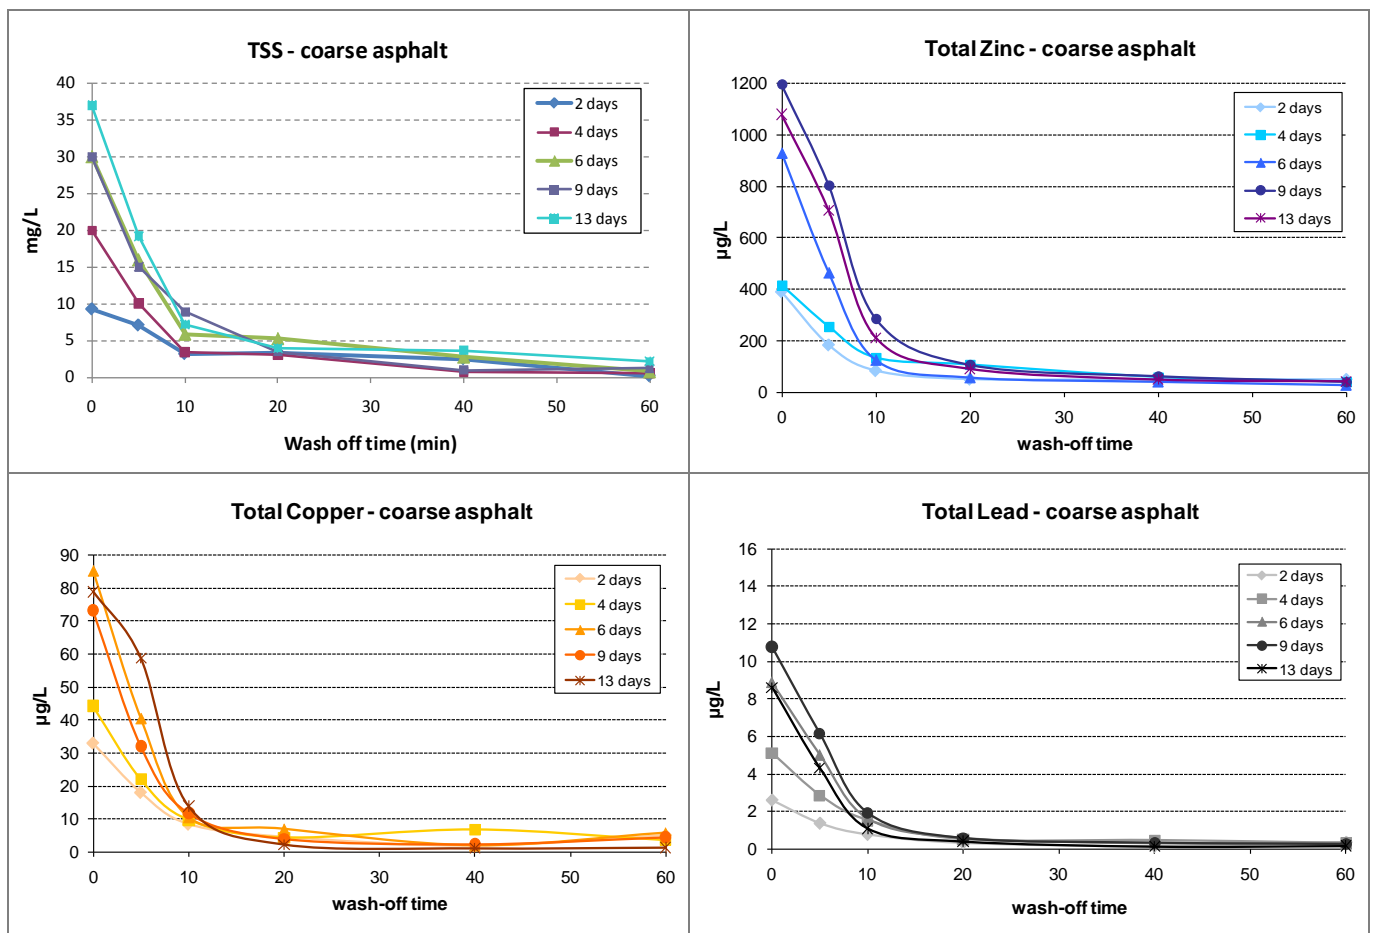 TSS - coarse asphalt
40
35
30
25
20
15
10
5
0
mg/L
0 10 20 40 60
Wash off time (min)
2 days
4 days
6 days
9 days
13 days
Total Zinc - coarse asphalt
1200
1000
800
600
400
200
0
µg/L
0 10 20 30 40 50 60
wash-off time
2 days
4 days
6 days
9 days
13 days
Total Copper - coarse asphalt
90
80
70
60
50
40
30
20
10
0
µg/L
0 10 20 30 40 50 60
wash-off time
2 days
4 days
6 days
9 days
13 days
Total Lead - coarse asphalt
16
14
12
10
8
6
4
2
0
µg/L
0 10 20 30 40 50 60
wash-off time
2 days
4 days
6 days
9 days
13 days